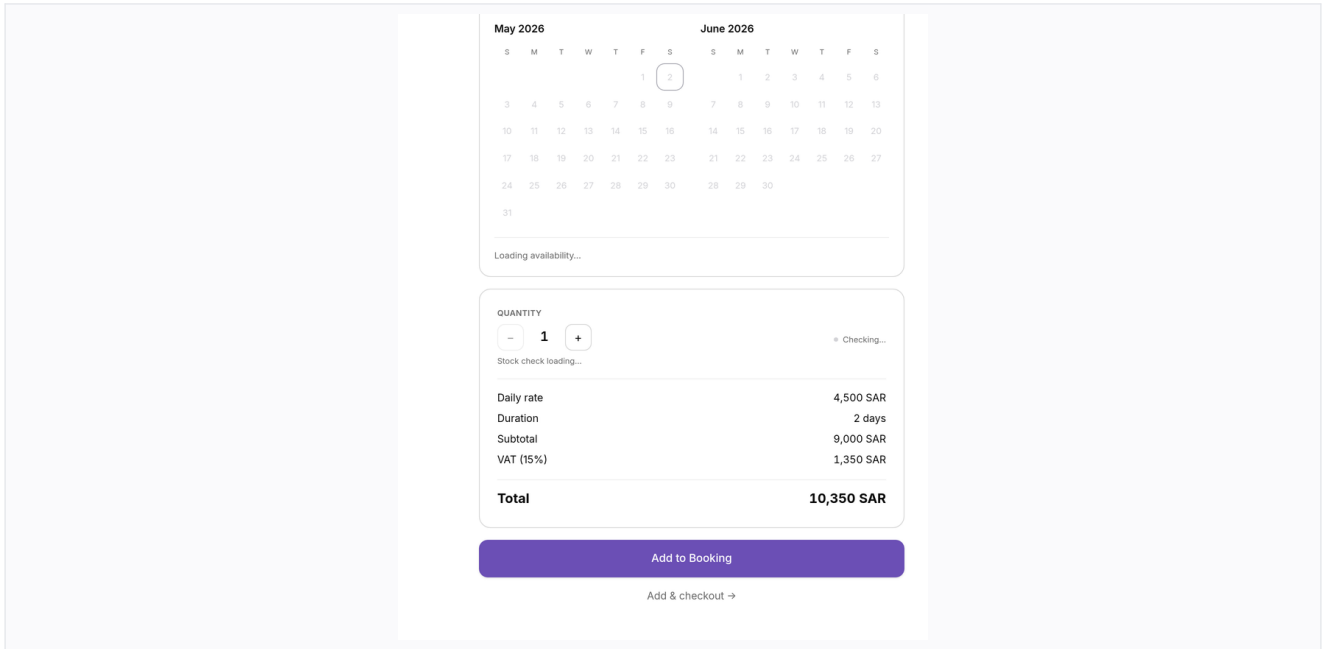 May 2026 June 2026
S M T W T F S S M T W T F S
1 2 1 2 3 4 5 6
3 4 5 6 7 8 9 7 8 9 10 11 12 13
10 11 12 13 14 15 16 14 15 16 17 18 19 20
17 18 19 20 21 22 23 21 22 23 24 25 26 27
24 25 26 27 28 29 30 28 29 30
31
Loading availability...
QUANTITY
− 1 + Checking...
Stock check loading...
Daily rate 4,500 SAR
Duration 2 days
Subtotal 9,000 SAR
VAT (15%) 1,350 SAR
Total 10,350 SAR
Add to Booking
Add & checkout →